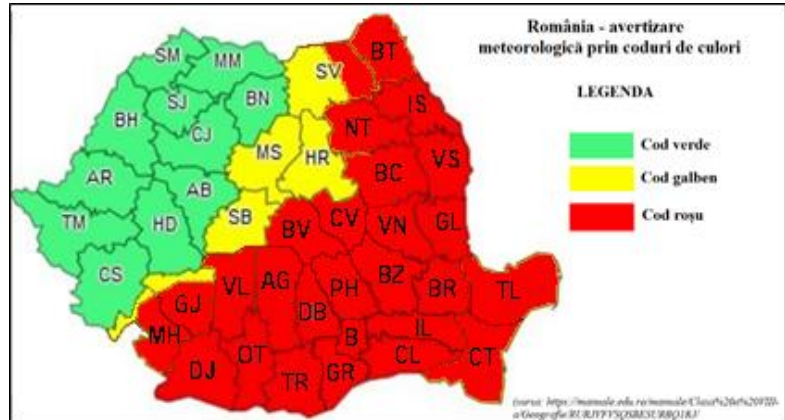 România - avertizare
meteorologică prin coduri de culori
LEGENDA
Cod verde
Cod galben
Cod roșu
SM
MM
BT
SV
SJ
BN
IS
BH
CJ
NT
MS
HR
VS
BC
AR
AB
TM
HD
SB
BV
CV
VN
GL
CS
VL
AG
PH
BZ
BR
TL
GJ
DB
MH
B
IL
CT
DJ
OT
TR
GR
CL